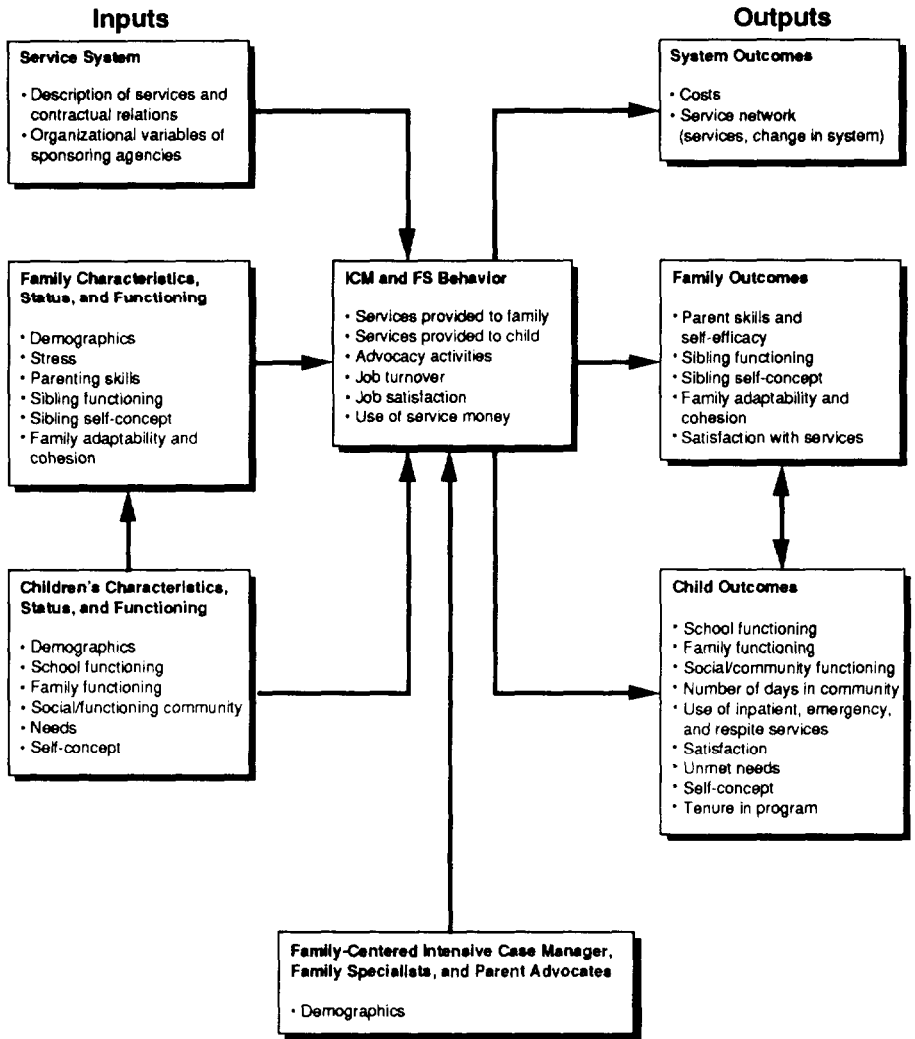 Inputs
Outputs
Service System
• Description of services and
contractual relations
• Organizational variables of
sponsoring agencies
System Outcomes
• Costs
• Service network
(services, change in system)
Family Characteristics,
Status, and Functioning
• Demographics
• Stress
• Parenting skills
• Sibling functioning
• Sibling self-concept
• Family adaptability and
cohesion
ICM and FS Behavior
• Services provided to family
• Services provided to child
• Advocacy activities
• Job turnover
• Job satisfaction
• Use of service money
Family Outcomes
• Parent skills and
self-efficacy
• Sibling functioning
• Sibling self-concept
• Family adaptability and
cohesion
• Satisfaction with services
Children's Characteristics,
Status, and Functioning
• Demographics
• School functioning
• Family functioning
• Social/functioning community
• Needs
• Self-concept
Child Outcomes
• School functioning
• Family functioning
• Social/community functioning
• Number of days in community
• Use of inpatient, emergency,
and respite services
• Satisfaction
• Unmet needs
• Self-concept
• Tenure in program
Family-Centered Intensive Case Manager,
Family Specialists, and Parent Advocates
• Demographics